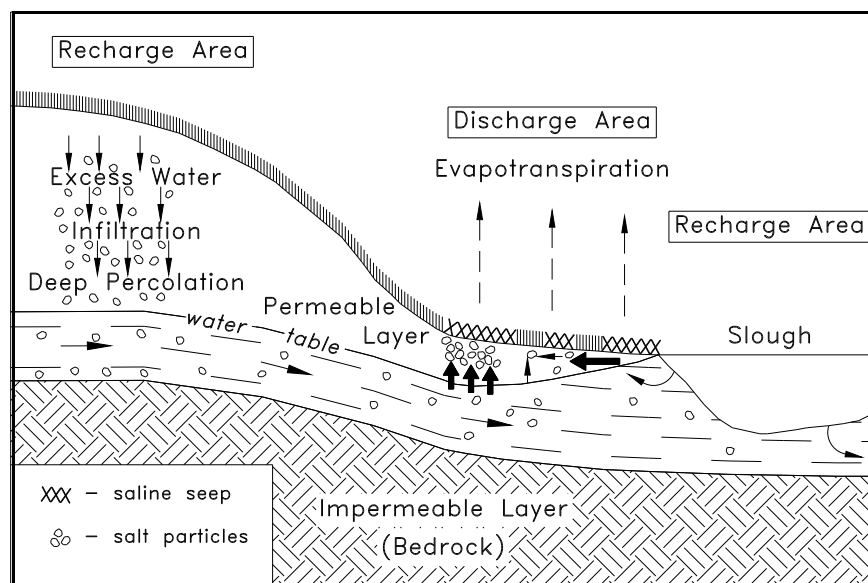 Recharge Area
Discharge Area
Evapotranspiration
Recharge Area
Excess Water
Infiltration
Deep Percolation
Permeable
Layer
water table
Slough
Impermeable Layer
(Bedrock)
XXX – saline seep
– salt particles